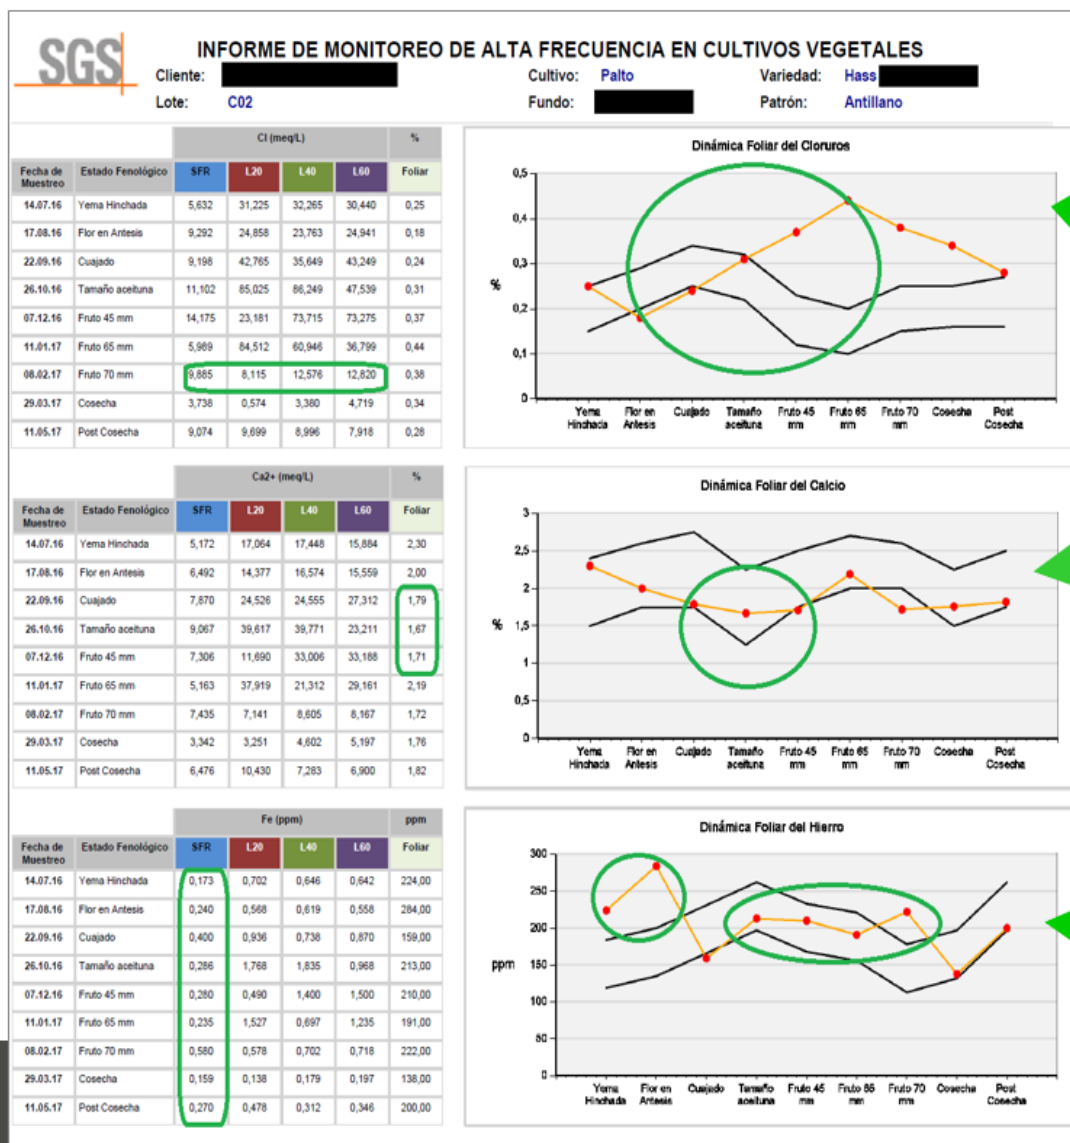 SGS
INFORME DE MONITOREO DE ALTA FRECUENCIA EN CULTIVOS VEGETALES
Cliente: Cultivo: Palto Variedad: Hass
Lote: C02 Fundo: Patrón: Antillano
Cl (meq/L) %
Fecha de Muestreo Estado Fenológico SFR L20 L40 L60 Foliar
14.07.16 Yema Hinchada 5,632 31,225 32,265 30,440 0,25
17.08.16 Flor en Antesis 9,292 24,858 23,763 24,941 0,18
22.09.16 Cuajado 9,198 42,765 35,649 43,249 0,24
26.10.16 Tamaño aceituna 11,102 85,025 86,249 47,539 0,31
07.12.16 Fruto 45 mm 14,175 23,181 73,715 73,275 0,37
11.01.17 Fruto 65 mm 5,989 84,512 60,946 36,799 0,44
08.02.17 Fruto 70 mm 9,885 8,115 12,576 12,820 0,38
29.03.17 Cosecha 3,738 0,574 3,380 4,719 0,34
11.05.17 Post Cosecha 9,074 9,699 8,996 7,918 0,28
Dinámica Foliar del Cloruros
0,5
0,4
0,3
%
0,2
0,1
0
Yema Hinchada Flor en Antesis Cuajado Tamaño aceituna Fruto 45 mm Fruto 65 mm Fruto 70 mm Cosecha Post Cosecha
Ca2+ (meq/L) %
Fecha de Muestreo Estado Fenológico SFR L20 L40 L60 Foliar
14.07.16 Yema Hinchada 5,172 17,064 17,448 15,884 2,30
17.08.16 Flor en Antesis 6,492 14,377 16,574 15,559 2,00
22.09.16 Cuajado 7,870 24,526 24,555 27,312 1,79
26.10.16 Tamaño aceituna 9,067 39,617 39,771 23,211 1,67
07.12.16 Fruto 45 mm 7,306 11,690 33,006 33,188 1,71
11.01.17 Fruto 65 mm 5,163 37,919 21,312 29,161 2,19
08.02.17 Fruto 70 mm 7,435 7,141 8,605 8,167 1,72
29.03.17 Cosecha 3,342 3,251 4,602 5,197 1,76
11.05.17 Post Cosecha 6,476 10,430 7,283 6,900 1,82
Dinámica Foliar del Calcio
3
2,5
2
%
1,5
1
0,5
0
Yema Hinchada Flor en Antesis Cuajado Tamaño aceituna Fruto 45 mm Fruto 65 mm Fruto 70 mm Cosecha Post Cosecha
Fe (ppm) ppm
Fecha de Muestreo Estado Fenológico SFR L20 L40 L60 Foliar
14.07.16 Yema Hinchada 0,173 0,702 0,646 0,642 224,00
17.08.16 Flor en Antesis 0,240 0,568 0,619 0,558 284,00
22.09.16 Cuajado 0,400 0,936 0,738 0,870 159,00
26.10.16 Tamaño aceituna 0,286 1,768 1,835 0,968 213,00
07.12.16 Fruto 45 mm 0,280 0,490 1,400 1,500 210,00
11.01.17 Fruto 65 mm 0,235 1,527 0,697 1,235 191,00
08.02.17 Fruto 70 mm 0,580 0,578 0,702 0,718 222,00
29.03.17 Cosecha 0,159 0,138 0,179 0,197 138,00
11.05.17 Post Cosecha 0,270 0,478 0,312 0,346 200,00
Dinámica Foliar del Hierro
300
250
200
ppm
150
100
50
0
Yema Hinchada Flor en Antesis Cuajado Tamaño aceituna Fruto 45 mm Fruto 65 mm Fruto 70 mm Cosecha Post Cosecha